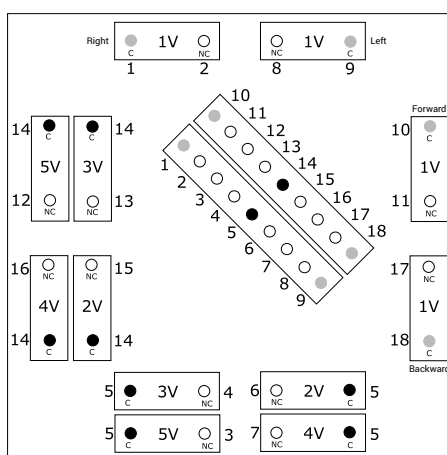 Right C 1V NC C 1V NC Left
1 2 8 9
10 11 12 13 14 15 16 17 18
1 2 3 4 5 6 7 8 9
Forward
10 C 1V 11 NC
14 C 5V 12 NC
C 14 3V NC 13
16 NC 4V 14 C
NC 15 2V C 14
17 NC 1V 18 C
Backward
5 C 3V NC 4
6 NC 2V C 5
5 C 5V NC 3
7 NC 4V C 5